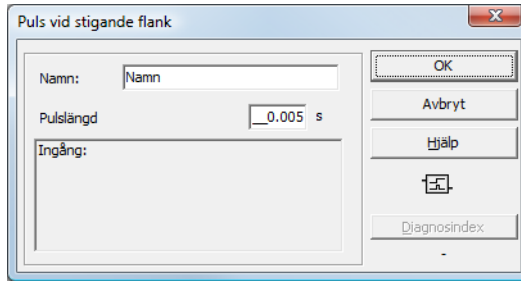 Puls vid stigande flank
Namn: Namn
Pulslängd __0.005 s
Ingång:
OK
Avbryt
Hjälp
Diagnosindex
-